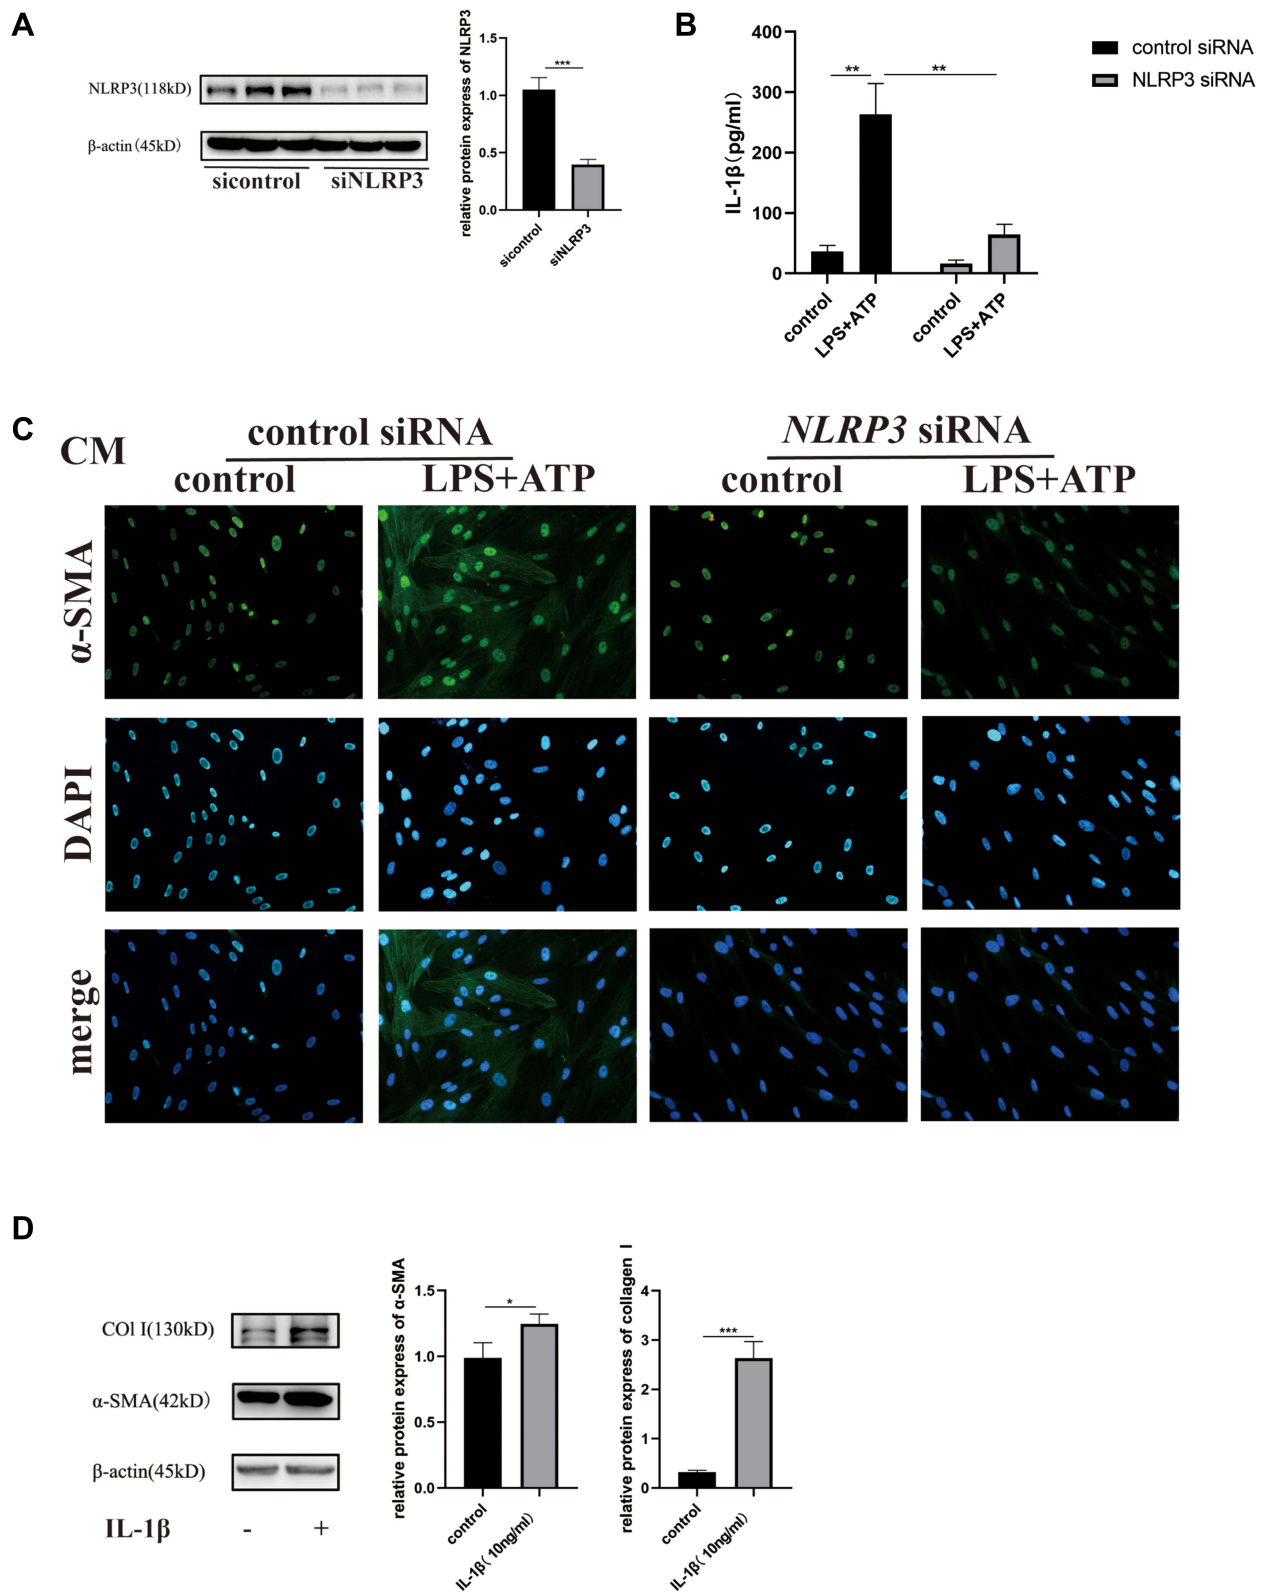 A
NLRP3(118kD)
β-actin(45kD)
sicontrol siNLRP3
relative protein express of NLRP3
1.5
1.0
0.5
0.0
***
sicontrol
siNLRP3
B
IL-1β(pg/ml)
400
300
200
100
0
** **
control
LPS+ATP
control
LPS+ATP
control siRNA
NLRP3 siRNA
C
CM
control siRNA
NLRP3 siRNA
control LPS+ATP control LPS+ATP
α-SMA
DAPI
merge
D
COl I(130kD)
α-SMA(42kD)
β-actin(45kD)
IL-1β - +
relative protein express of α-SMA
1.5
1.0
0.5
0.0
*
control
IL-1β(10ng/ml)
relative protein express of collagen I
4
3
2
1
0
***
control
IL-1β(10ng/ml)